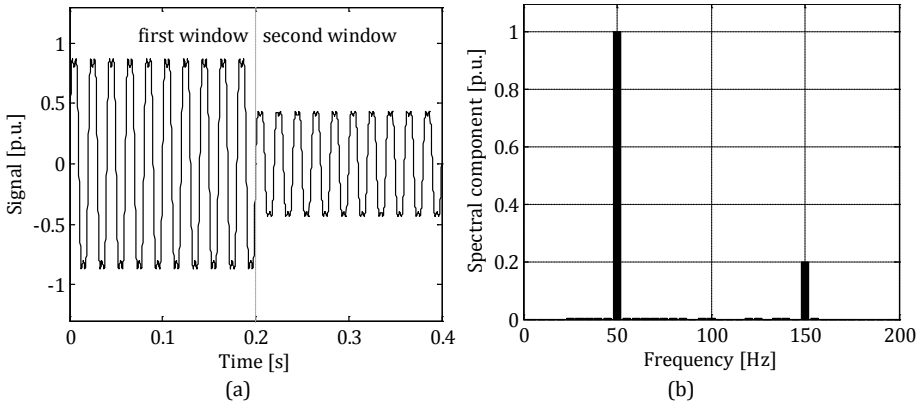 first window
second window
1
0.5
0
-0.5
-1
Signal [p.u.]
0
0.1
0.2
0.3
0.4
Time [s]
(a)
1
0.8
0.6
0.4
0.2
0
Spectral component [p.u.]
0
50
100
150
200
Frequency [Hz]
(b)